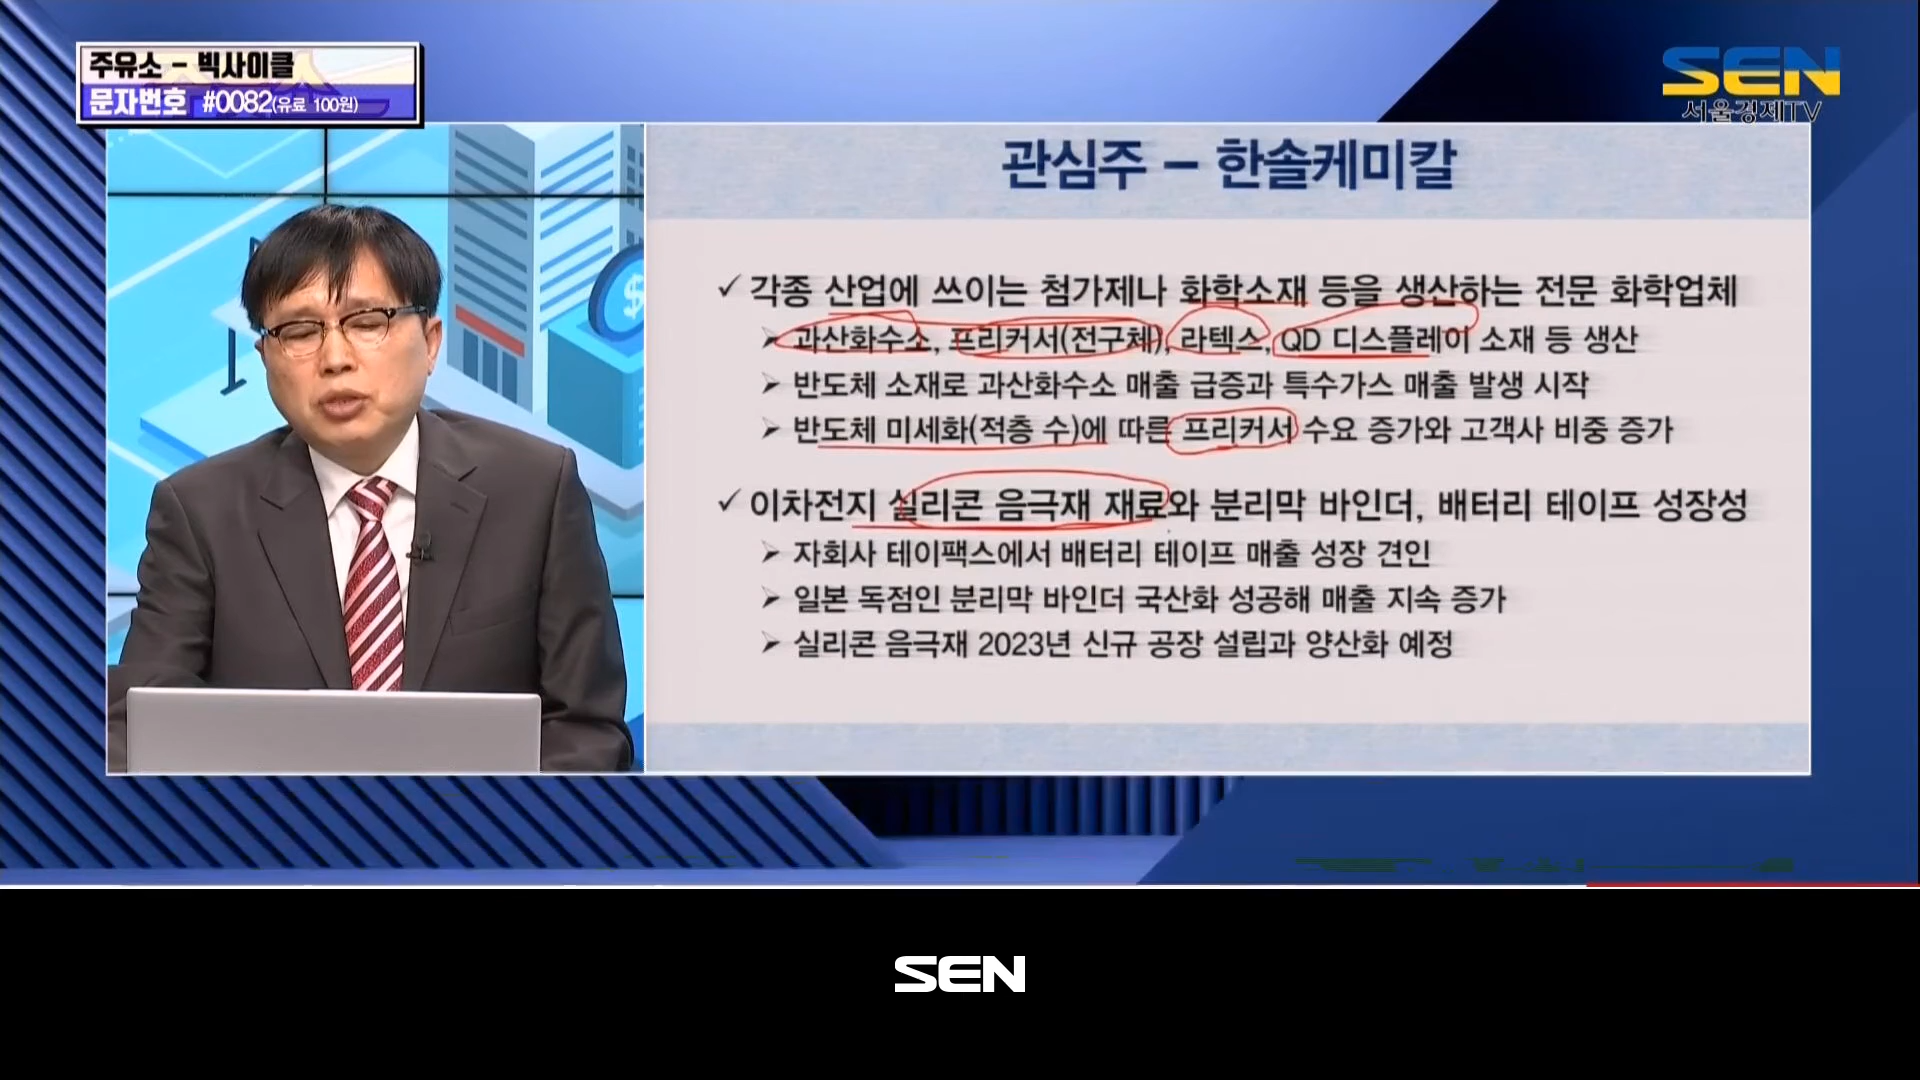 주유소 - 빅사이클
문자번호 #0082(유료 100원)
SEN
서울경제TV
관심주 - 한솔케미칼
✓ 각종 산업에 쓰이는 첨가제나 화학소재 등을 생산하는 전문 화학업체
➢ 과산화수소, 프리커서(전구체), 라텍스, QD 디스플레이 소재 등 생산
➢ 반도체 소재로 과산화수소 매출 급증과 특수가스 매출 발생 시작
➢ 반도체 미세화(적층 수)에 따른 프리커서 수요 증가와 고객사 비중 증가
✓ 이차전지 실리콘 음극재 재료와 분리막 바인더, 배터리 테이프 성장성
➢ 자회사 테이팩스에서 배터리 테이프 매출 성장 견인
➢ 일본 독점인 분리막 바인더 국산화 성공해 매출 지속 증가
➢ 실리콘 음극재 2023년 신규 공장 설립과 양산화 예정
SEN